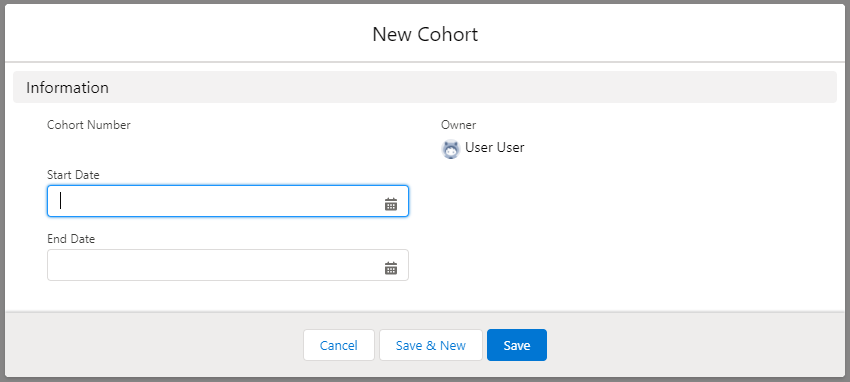 New Cohort
Information
Cohort Number
Owner
User User
Start Date
End Date
Cancel
Save & New
Save